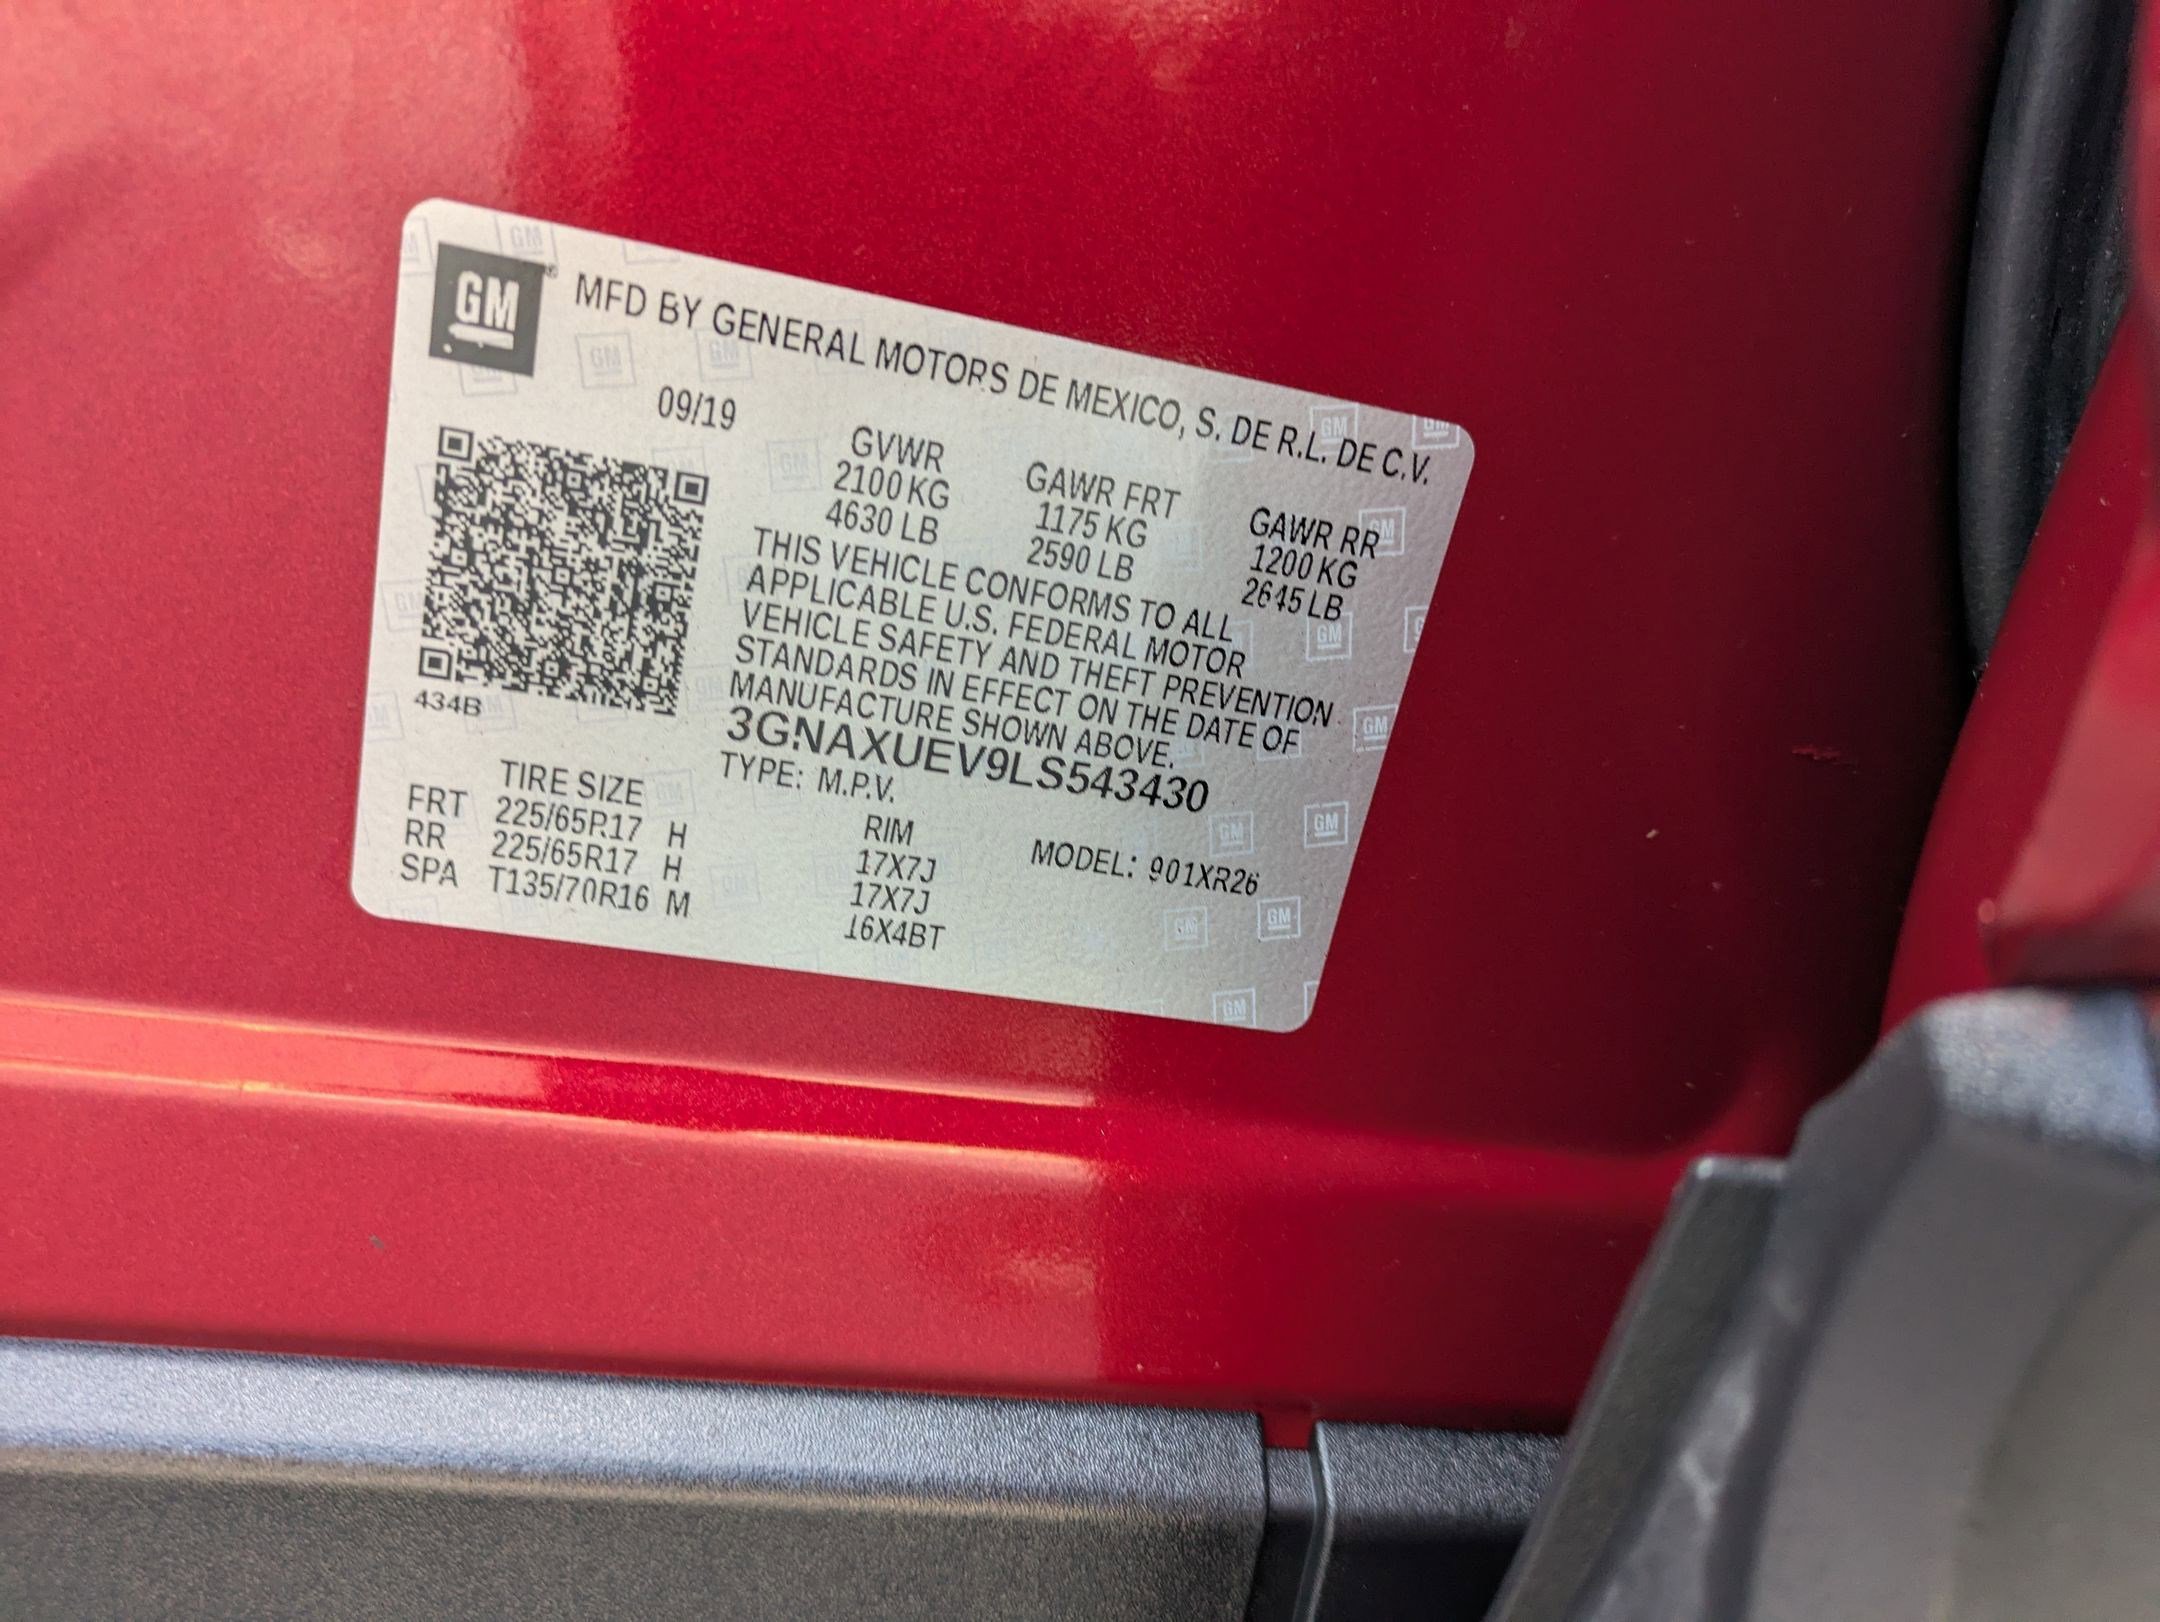 GM MFD BY GENERAL MOTORS DE MEXICO, S. DE R.L. DE C.V.
09/19
GVWR GAWR FRT GAWR RR
2100 KG 1175 KG 1200 KG
4630 LB 2590 LB 2645 LB
THIS VEHICLE CONFORMS TO ALL
APPLICABLE U.S. FEDERAL MOTOR
VEHICLE SAFETY AND THEFT PREVENTION
STANDARDS IN EFFECT ON THE DATE OF
MANUFACTURE SHOWN ABOVE.
434B
3GNAXUEV9LS543430
TYPE: M.P.V.
TIRE SIZE RIM MODEL: 901XR26
FRT 225/65R17 H 17X7J
RR 225/65R17 H 17X7J
SPA T135/70R16 M 16X4BT